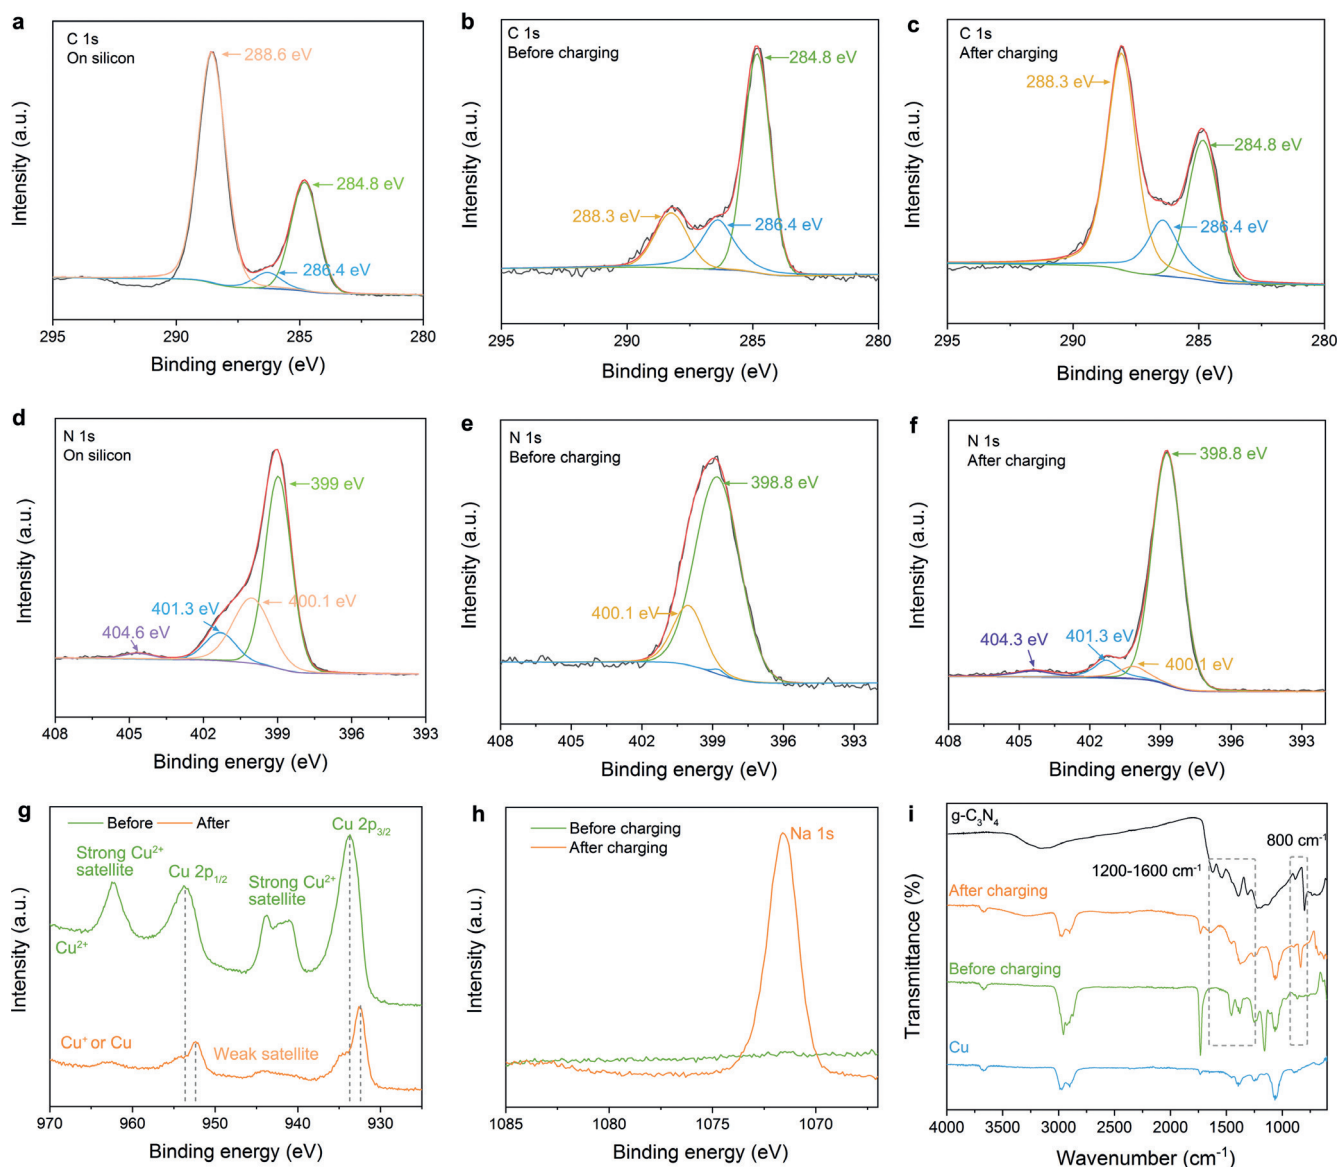 a
C 1s
On silicon
288.6 eV
284.8 eV
286.4 eV
Intensity (a.u.)
295
290
285
280
Binding energy (eV)
b
C 1s
Before charging
284.8 eV
288.3 eV
286.4 eV
Intensity (a.u.)
295
290
285
280
Binding energy (eV)
c
C 1s
After charging
288.3 eV
284.8 eV
286.4 eV
Intensity (a.u.)
295
290
285
280
Binding energy (eV)
d
N 1s
On silicon
399 eV
401.3 eV
400.1 eV
404.6 eV
Intensity (a.u.)
408
405
402
399
396
393
Binding energy (eV)
e
N 1s
Before charging
398.8 eV
400.1 eV
Intensity (a.u.)
408
405
402
399
396
393
Binding energy (eV)
f
N 1s
After charging
398.8 eV
404.3 eV
401.3 eV
400.1 eV
Intensity (a.u.)
408
405
402
399
396
393
Binding energy (eV)
g
Before
After
Cu 2p₃/₂
Strong Cu²⁺
satellite
Cu 2p₁/₂
Strong Cu²⁺
satellite
Cu²⁺
Cu⁺ or Cu
Weak satellite
Intensity (a.u.)
970
960
950
940
930
Binding energy (eV)
h
Before charging
After charging
Na 1s
Intensity (a.u.)
1085
1080
1075
1070
Binding energy (eV)
i
g-C₃N₄
800 cm⁻¹
1200-1600 cm⁻¹
After charging
Before charging
Cu
Transmittance (%)
4000
3500
3000
2500
2000
1500
1000
Wavenumber (cm⁻¹)